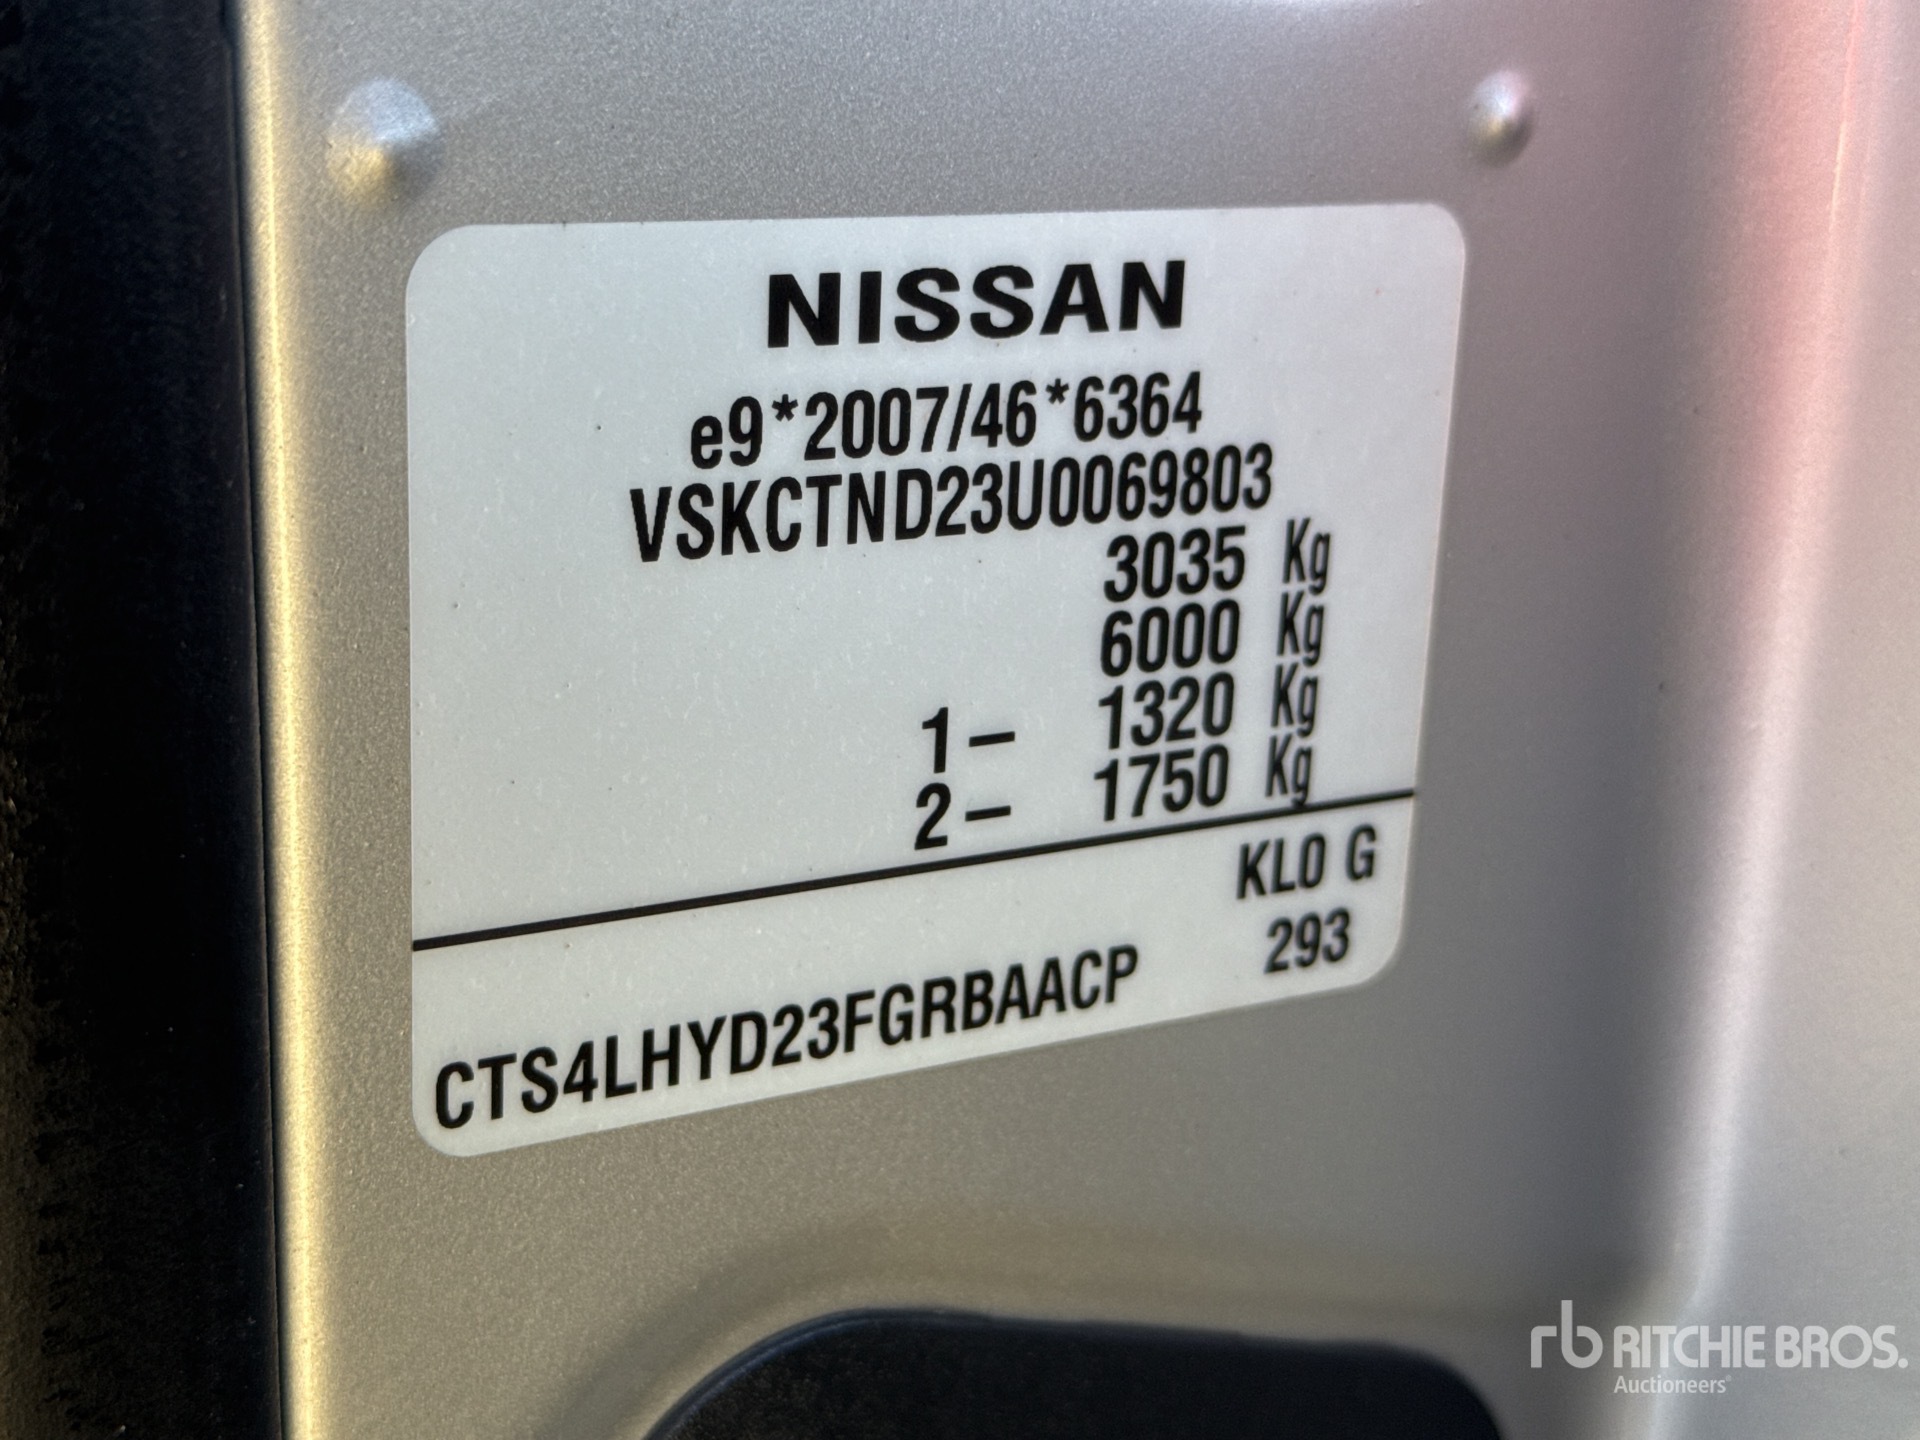 NISSAN
e9*2007/46*6364
VSKCTND23U0069803
3035 Kg
6000 Kg
1– 1320 Kg
2– 1750 Kg
KL0 G
CTS4LHYD23FGRBAACP 293
rb RITCHIE BROS.
Auctioneers